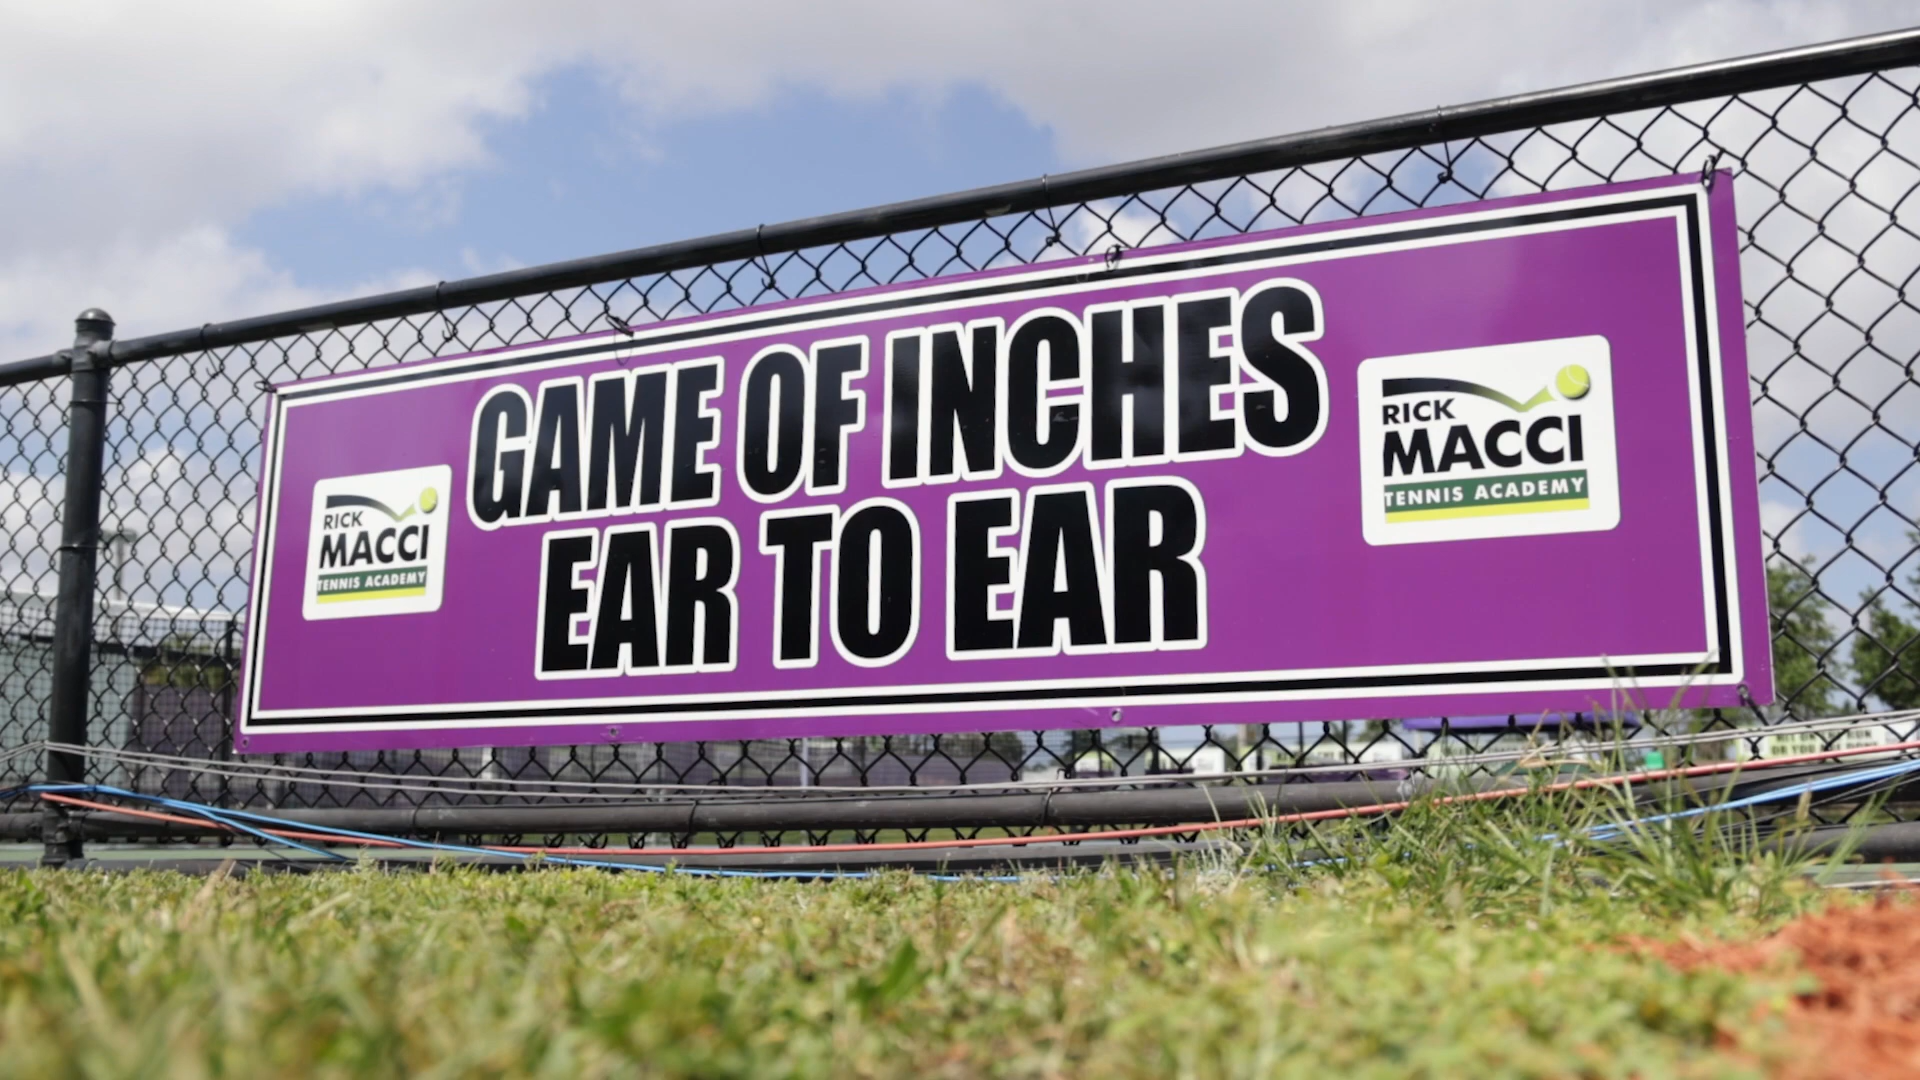 GAME OF INCHES
EAR TO EAR
RICK
MACCI
TENNIS ACADEMY
RICK
MACCI
TENNIS ACADEMY